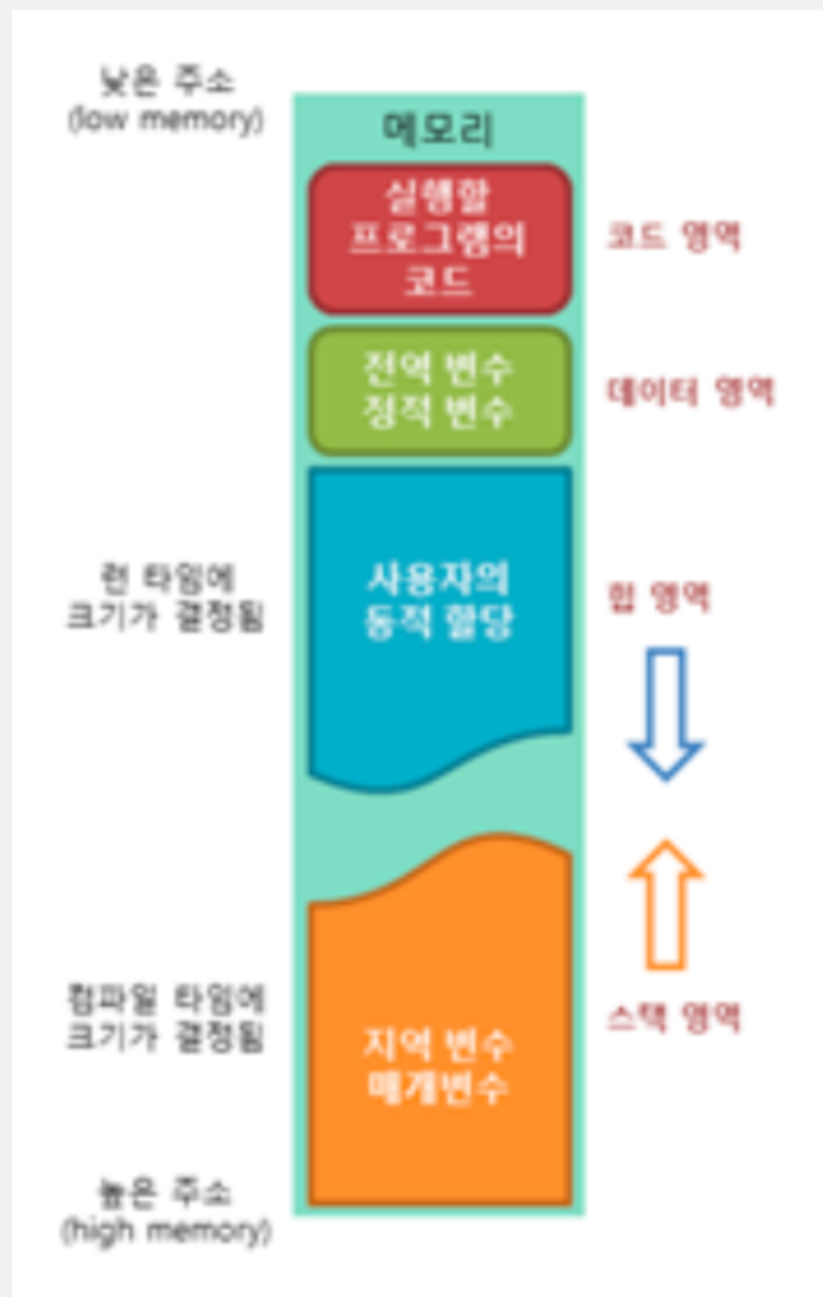 낮은 주소
(low memory)
메모리
실행할
프로그램의
코드
코드 영역
전역 변수
정적 변수
데이터 영역
런 타임에
크기가 결정됨
사용자의
동적 할당
힙 영역
컴파일 타임에
크기가 결정됨
지역 변수
매개변수
스택 영역
높은 주소
(high memory)